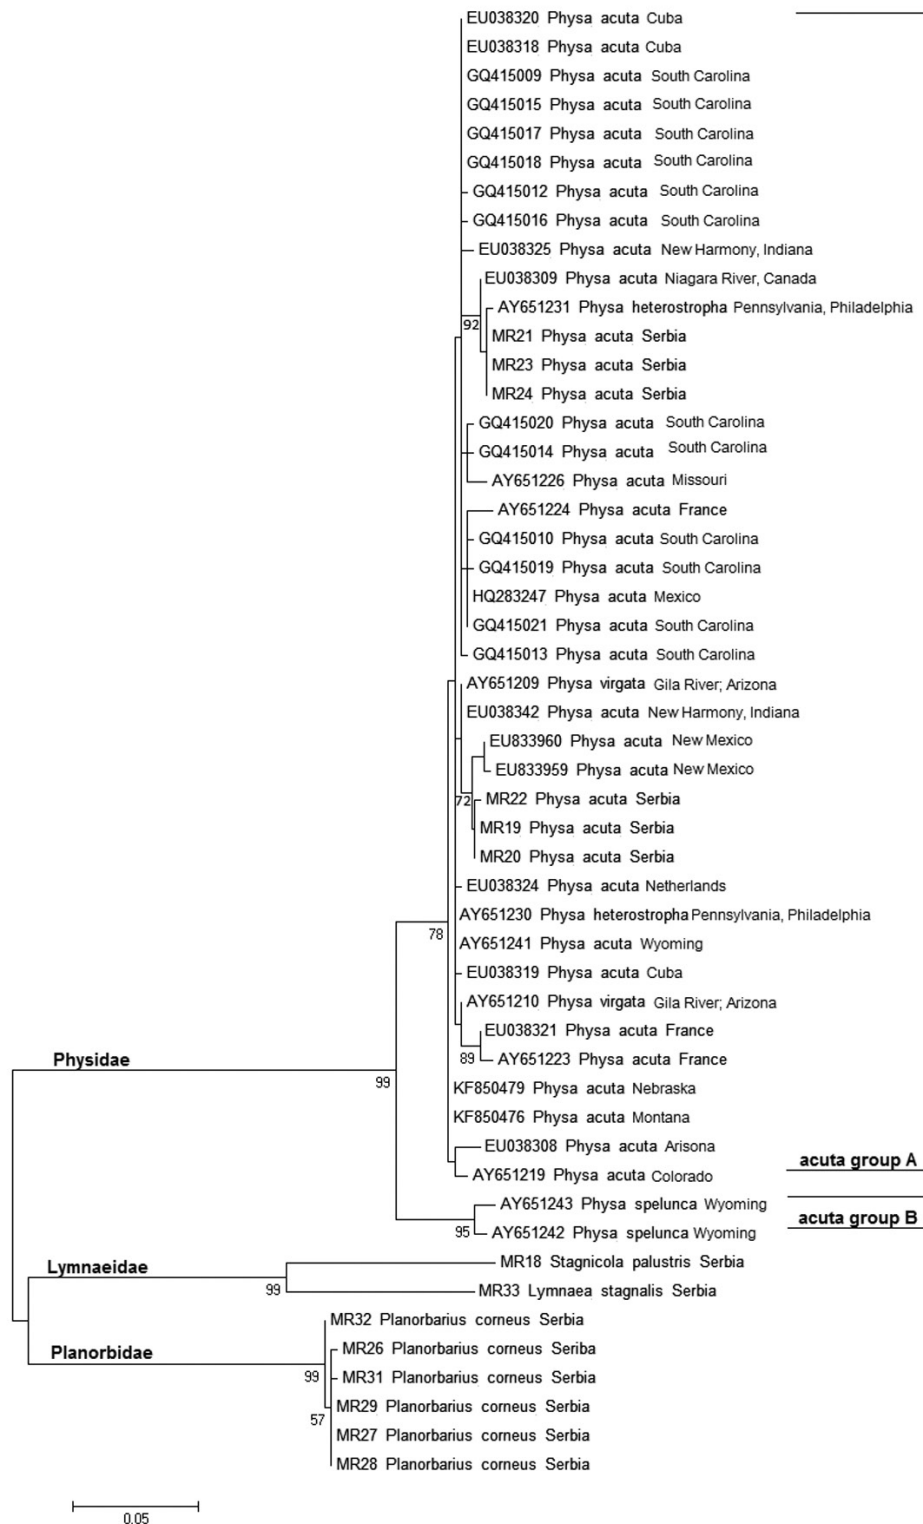 EU038320 Physa acuta Cuba
EU038318 Physa acuta Cuba
GQ415009 Physa acuta South Carolina
GQ415015 Physa acuta South Carolina
GQ415017 Physa acuta South Carolina
GQ415018 Physa acuta South Carolina
GQ415012 Physa acuta South Carolina
GQ415016 Physa acuta South Carolina
EU038325 Physa acuta New Harmony, Indiana
EU038309 Physa acuta Niagara River, Canada
AY651231 Physa heterostropha Pennsylvania, Philadelphia
92
MR21 Physa acuta Serbia
MR23 Physa acuta Serbia
MR24 Physa acuta Serbia
GQ415020 Physa acuta South Carolina
GQ415014 Physa acuta South Carolina
AY651226 Physa acuta Missouri
AY651224 Physa acuta France
GQ415010 Physa acuta South Carolina
GQ415019 Physa acuta South Carolina
HQ283247 Physa acuta Mexico
GQ415021 Physa acuta South Carolina
GQ415013 Physa acuta South Carolina
AY651209 Physa virgata Gila River; Arizona
EU038342 Physa acuta New Harmony, Indiana
EU833960 Physa acuta New Mexico
EU833959 Physa acuta New Mexico
72
MR22 Physa acuta Serbia
MR19 Physa acuta Serbia
MR20 Physa acuta Serbia
EU038324 Physa acuta Netherlands
AY651230 Physa heterostropha Pennsylvania, Philadelphia
78
AY651241 Physa acuta Wyoming
EU038319 Physa acuta Cuba
AY651210 Physa virgata Gila River; Arizona
EU038321 Physa acuta France
89
AY651223 Physa acuta France
Physidae
99
KF850479 Physa acuta Nebraska
KF850476 Physa acuta Montana
EU038308 Physa acuta Arisona
acuta group A
AY651219 Physa acuta Colorado
AY651243 Physa spelunca Wyoming
acuta group B
95
AY651242 Physa spelunca Wyoming
MR18 Stagnicola palustris Serbia
Lymnaeidae
99
MR33 Lymnaea stagnalis Serbia
MR32 Planorbarius corneus Serbia
MR26 Planorbarius corneus Seriba
Planorbidae
99
MR31 Planorbarius corneus Serbia
MR29 Planorbarius corneus Serbia
57
MR27 Planorbarius corneus Serbia
MR28 Planorbarius corneus Serbia
0.05